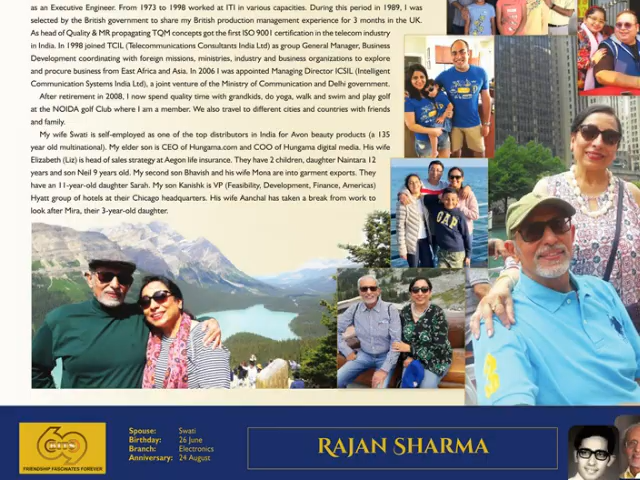 as an Executive Engineer. From 1973 to 1998 worked at ITI in various capacities. During this period in 1989, I was
selected by the British government to share my British production management experience for 3 months in the UK.
As head of Quality & MR propagating TQM concepts got the first ISO 9001 certification in the telecom industry
in India. In 1998 joined TCIL (Telecommunications Consultants India Ltd) as group General Manager, Business
Development coordinating with foreign missions, ministries, industry and business organizations to explore
and procure business from East Africa and Asia. In 2006 I was appointed Managing Director ICSIL (Intelligent
Communication Systems India Ltd), a joint venture of the Ministry of Communication and Delhi government.
After retirement in 2008, I now spend quality time with grandkids, do yoga, walk and swim and play golf
at the NOIDA golf Club where I am a member. We also travel to different cities and countries with friends
and family.
My wife Swati is self-employed as one of the top distributors in India for Avon beauty products (a 135
year old multinational). My elder son is CEO of Hungama.com and COO of Hungama digital media. His wife
Elizabeth (Liz) is head of sales strategy at Aegon life insurance. They have 2 children, daughter Naintara 12
years and son Neil 9 years old. My second son Bhavish and his wife Mona are into garment exports. They
have an 11-year-old daughter Sarah. My son Kanishk is VP (Feasibility, Development, Finance, Americas)
Hyatt group of hotels at their Chicago headquarters. His wife Aanchal has taken a break from work to
look after Mira, their 3-year-old daughter.
GAP
3
69
FRIENDSHIP FASCINATES FOREVER
Spouse: Swati
Birthday: 26 June
Branch: Electronics
Anniversary: 24 August
RAJAN SHARMA